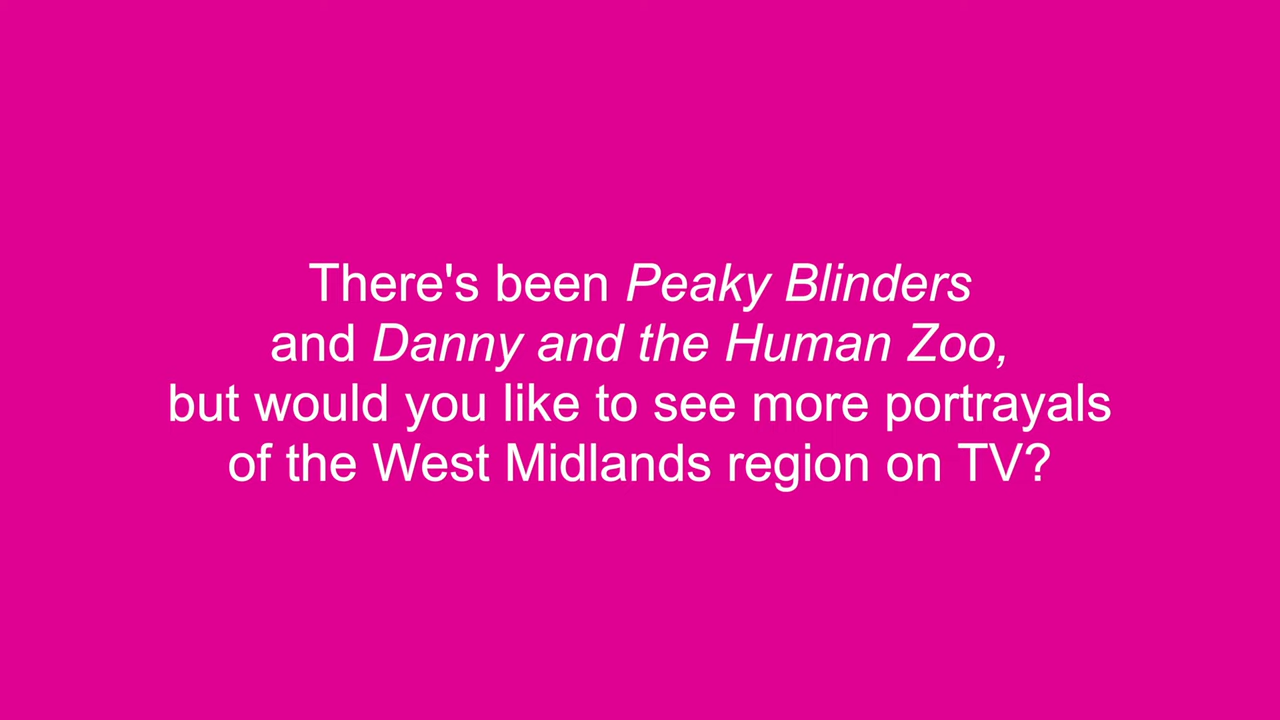 There's been Peaky Blinders
and Danny and the Human Zoo,
but would you like to see more portrayals
of the West Midlands region on TV?